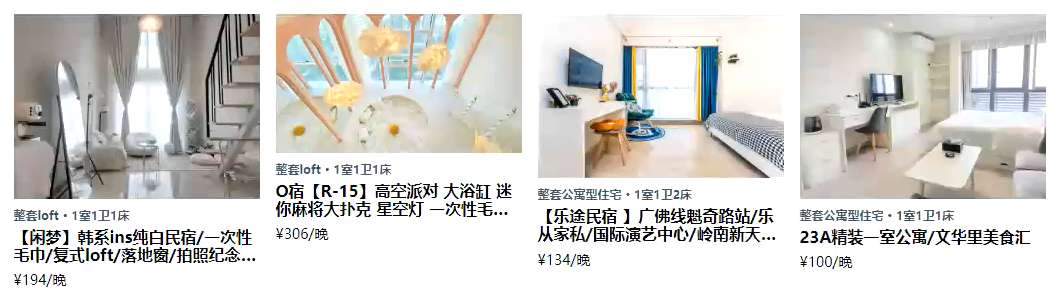 整套loft · 1室1卫1床
【闲梦】韩系ins纯白民宿/一次性
毛巾/复式loft/落地窗/拍照纪念...
¥194/晚
整套loft · 1室1卫1床
O宿【R-15】高空派对 大浴缸 迷
你麻将大扑克 星空灯 一次性毛...
¥306/晚
整套公寓型住宅 · 1室1卫2床
【乐途民宿 】广佛线魁奇路站/乐
从家私/国际演艺中心/岭南新天...
¥134/晚
整套公寓型住宅 · 1室1卫1床
23A精装一室公寓/文华里美食汇
¥100/晚